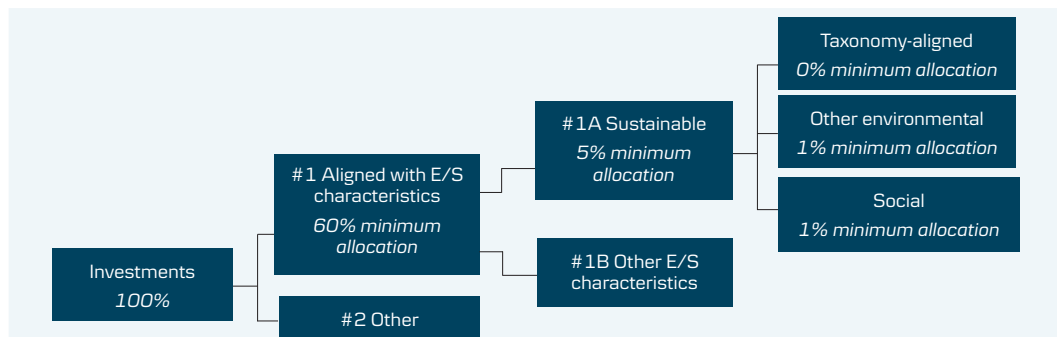 Taxonomy-aligned
0% minimum allocation
Other environmental
1% minimum allocation
Social
1% minimum allocation
#1A Sustainable
5% minimum
allocation
#1 Aligned with E/S
characteristics
60% minimum
allocation
#1B Other E/S
characteristics
Investments
100%
#2 Other